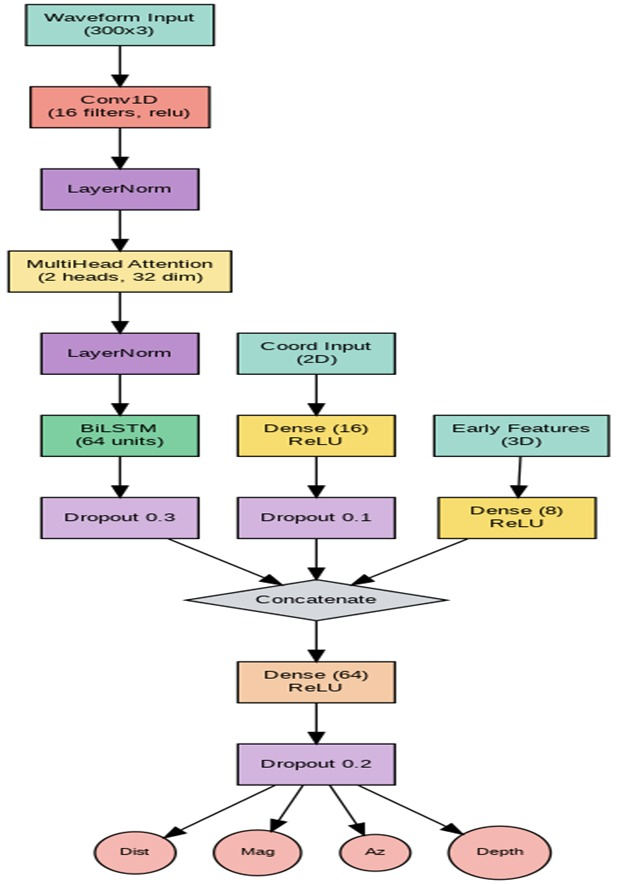 Waveform Input
(300x3)
Conv1D
(16 filters, relu)
LayerNorm
MultiHead Attention
(2 heads, 32 dim)
LayerNorm
Coord Input
(2D)
BiLSTM
(64 units)
Dense (16)
ReLU
Early Features
(3D)
Dropout 0.3
Dropout 0.1
Dense (8)
ReLU
Concatenate
Dense (64)
ReLU
Dropout 0.2
Dist
Mag
Az
Depth